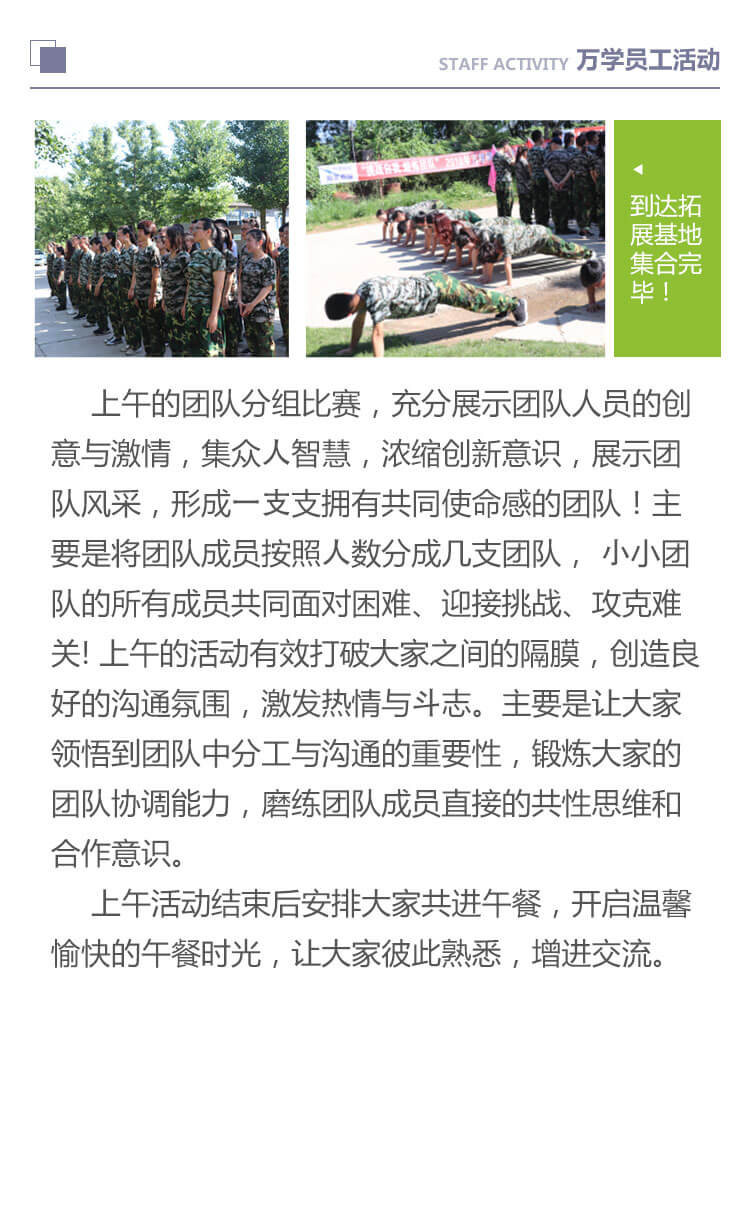 STAFF ACTIVITY 万学员工活动
到达拓
展基地
集合完
毕！
上午的团队分组比赛，充分展示团队人员的创
意与激情，集众人智慧，浓缩创新意识，展示团
队风采，形成一支支拥有共同使命感的团队！主
要是将团队成员按照人数分成几支团队， 小小团
队的所有成员共同面对困难、迎接挑战、攻克难
关! 上午的活动有效打破大家之间的隔膜，创造良
好的沟通氛围，激发热情与斗志。主要是让大家
领悟到团队中分工与沟通的重要性，锻炼大家的
团队协调能力，磨练团队成员直接的共性思维和
合作意识。
上午活动结束后安排大家共进午餐，开启温馨
愉快的午餐时光，让大家彼此熟悉，增进交流。